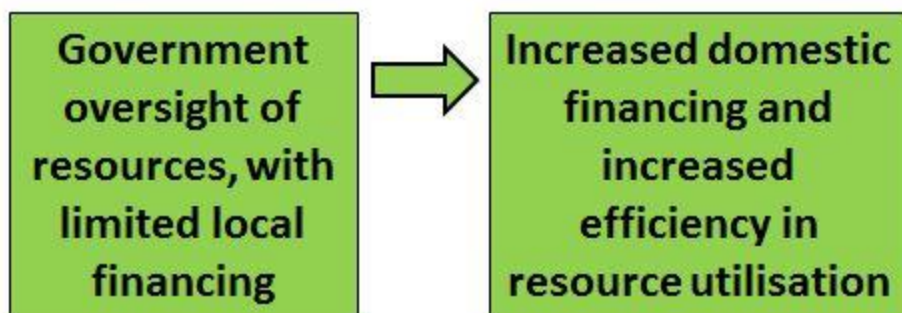 Government
oversight of
resources, with
limited local
financing
Increased domestic
financing and
increased
efficiency in
resource utilisation